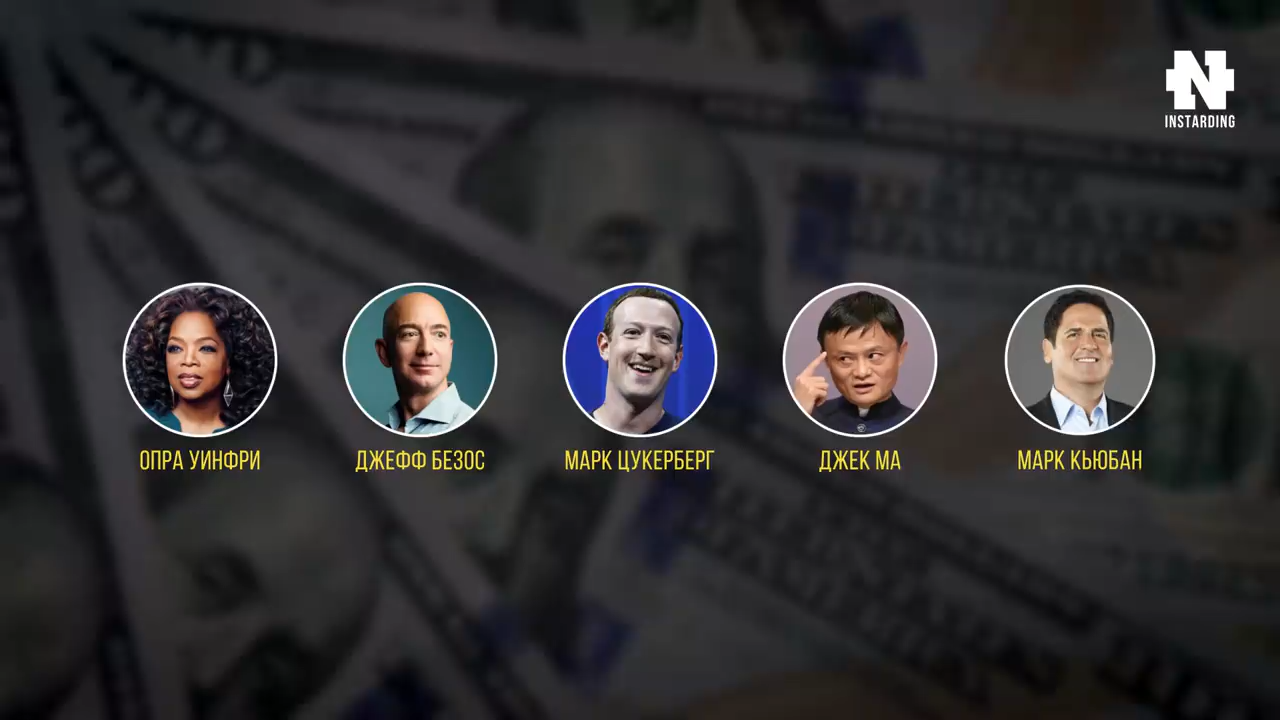 INSTARDING
ОПРА УИНФРИ
ДЖЕФФ БЕЗОС
МАРК ЦУКЕРБЕРГ
ДЖЕК МА
МАРК КЬЮБАН